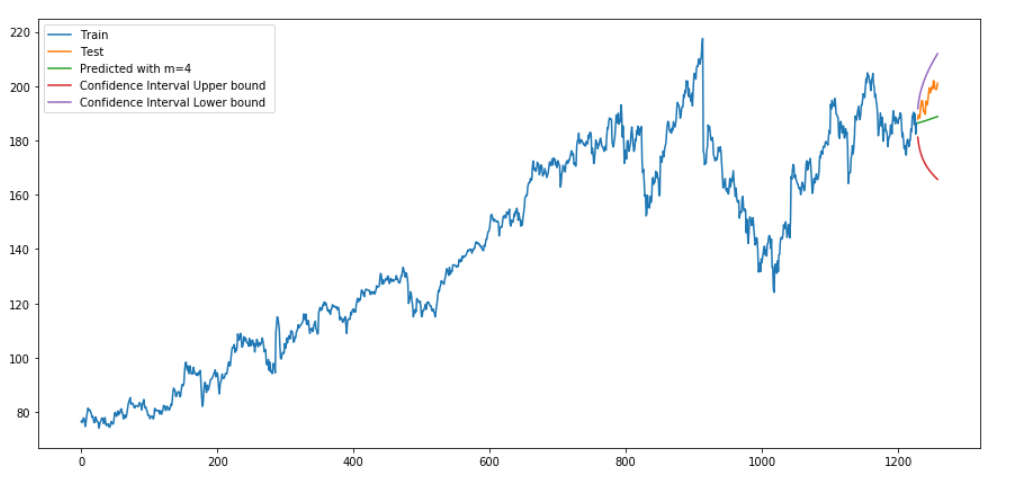 Train
Test
Predicted with m=4
Confidence Interval Upper bound
Confidence Interval Lower bound
220
200
180
160
140
120
100
80
0 200 400 600 800 1000 1200